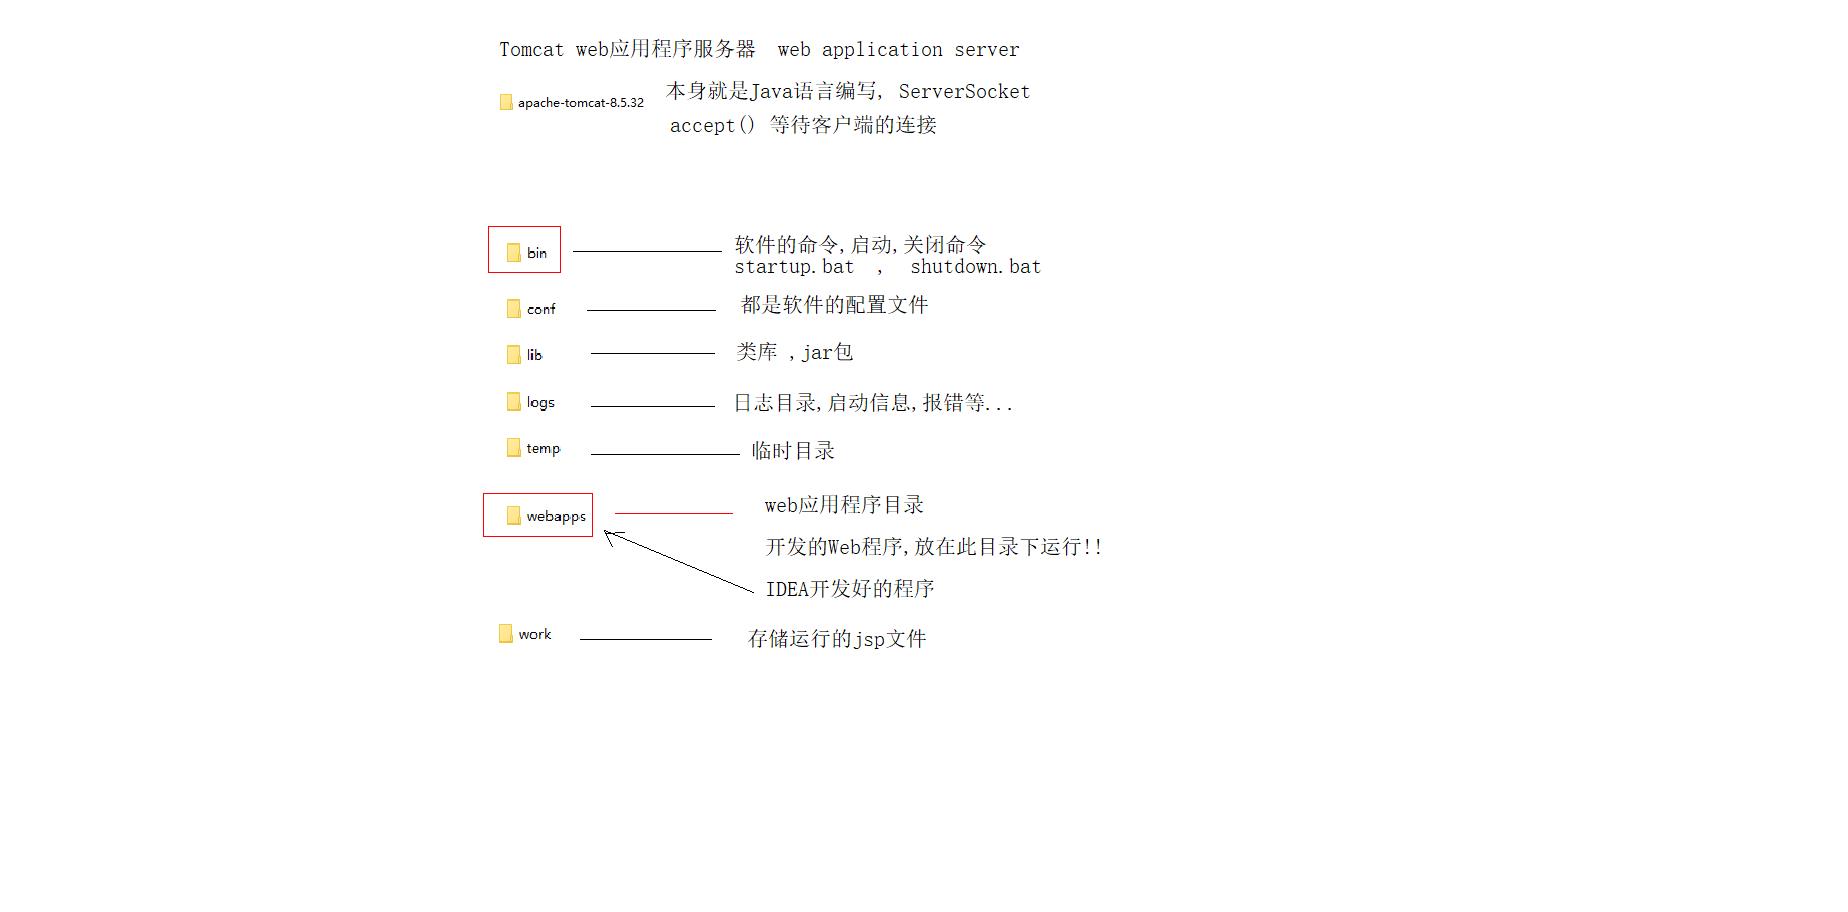 Tomcat web应用程序服务器  web application server
apache-tomcat-8.5.32
本身就是Java语言编写, ServerSocket
accept() 等待客户端的连接
bin
软件的命令,启动,关闭命令
startup.bat  ,  shutdown.bat
conf
都是软件的配置文件
lib
类库 ,jar包
logs
日志目录,启动信息,报错等...
temp
临时目录
webapps
web应用程序目录
开发的Web程序,放在此目录下运行!!
IDEA开发好的程序
work
存储运行的jsp文件